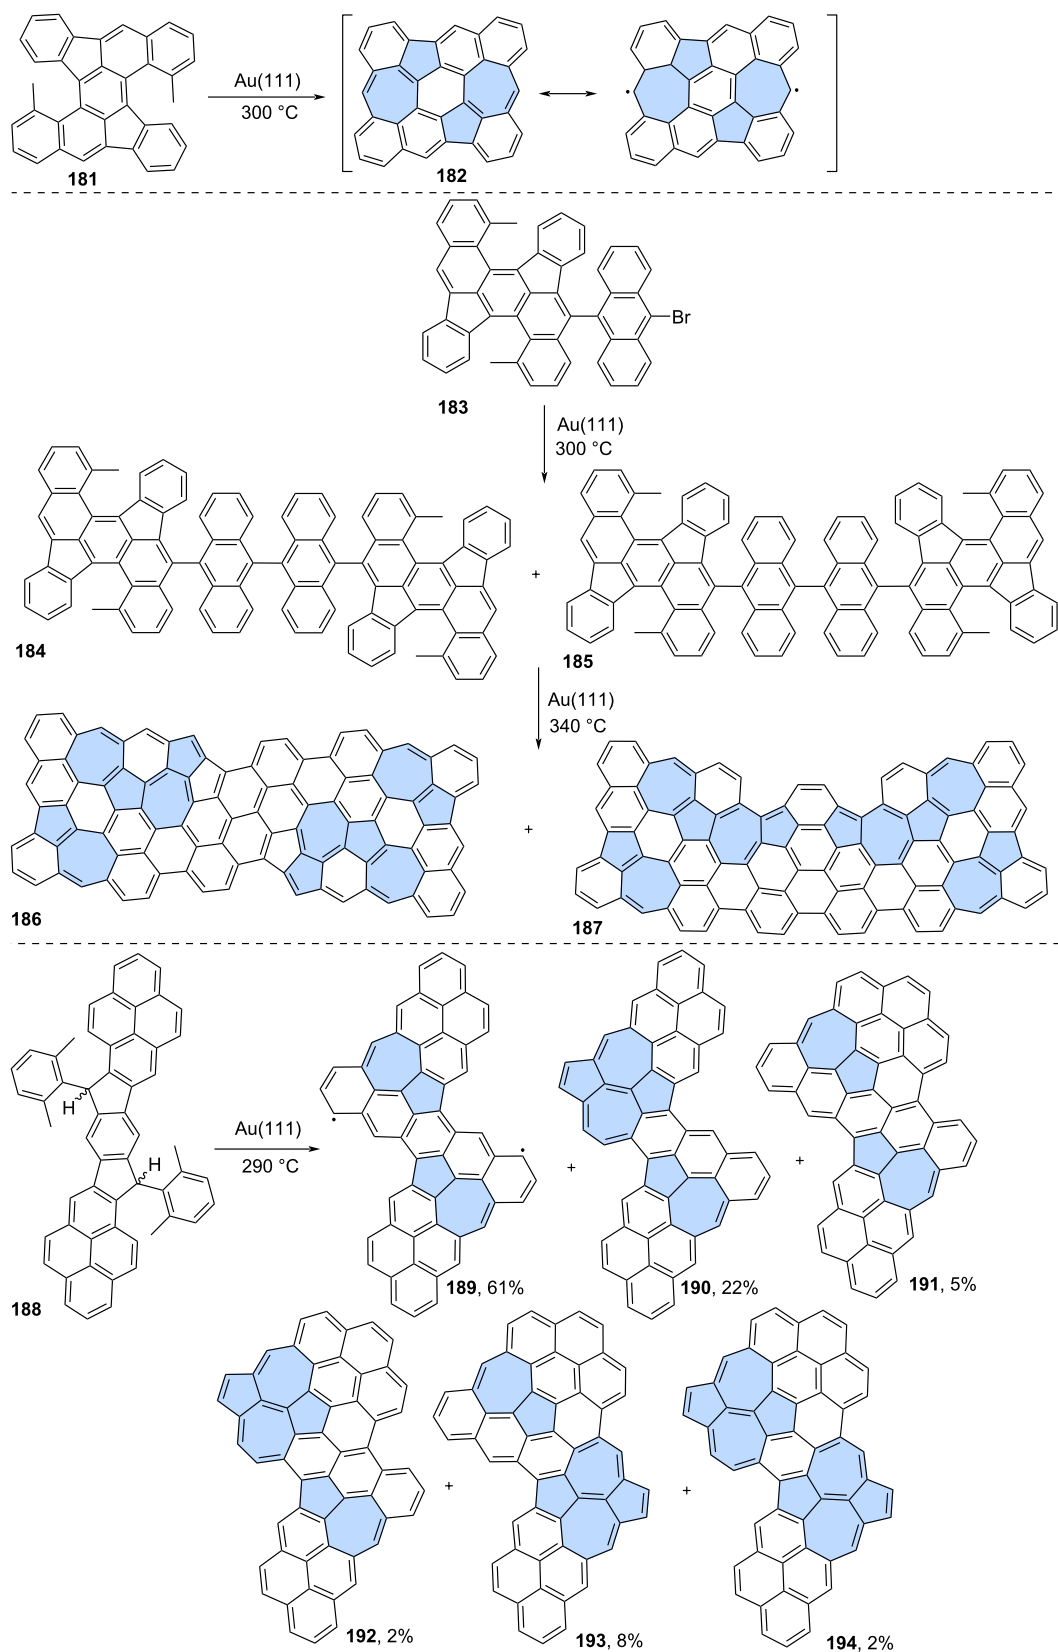 Au(111)
300 °C
181
182
Br
183
Au(111)
300 °C
+
184
185
Au(111)
340 °C
+
186
187
H
H
Au(111)
290 °C
+
+
188
189, 61%
190, 22%
191, 5%
+
+
192, 2%
193, 8%
194, 2%